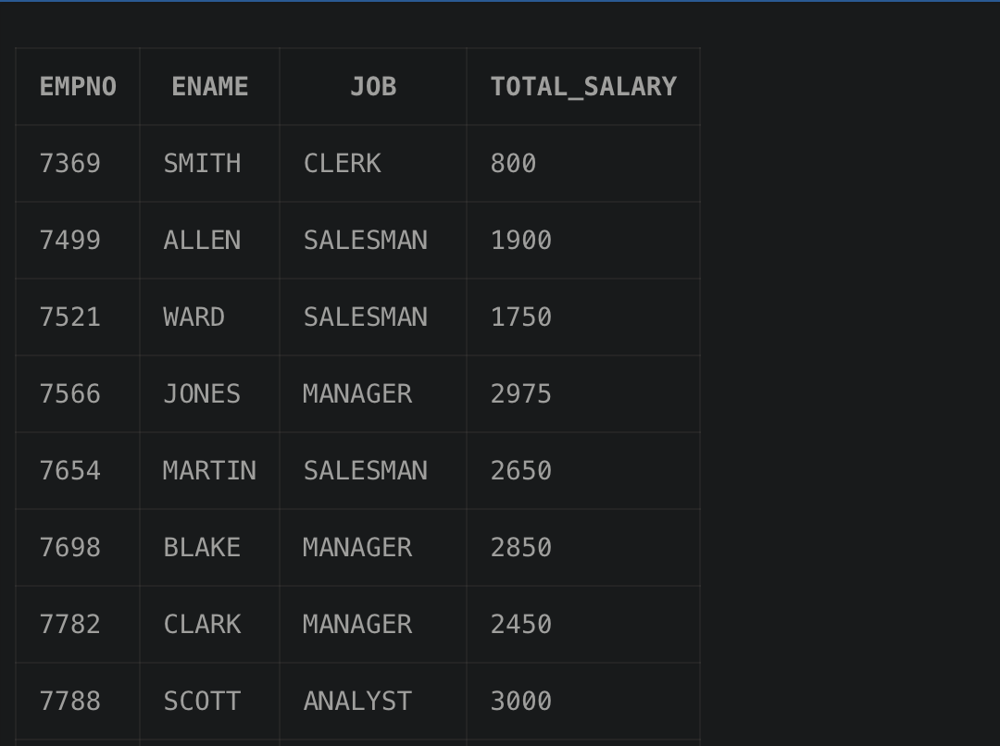 EMPNO ENAME JOB TOTAL_SALARY
7369 SMITH CLERK 800
7499 ALLEN SALESMAN 1900
7521 WARD SALESMAN 1750
7566 JONES MANAGER 2975
7654 MARTIN SALESMAN 2650
7698 BLAKE MANAGER 2850
7782 CLARK MANAGER 2450
7788 SCOTT ANALYST 3000